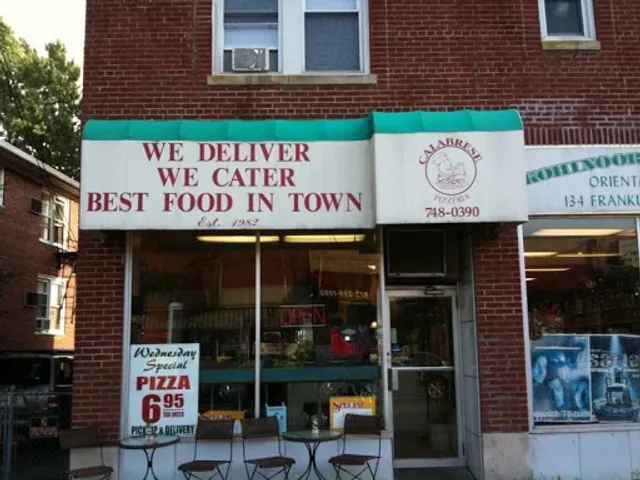 WE DELIVER
WE CATER
BEST FOOD IN TOWN
Est. 1982
CALABRESE
PIZZERIA
748-0390
KOHINOOR
ORIENTA
134 FRANKL
OPEN
Wednesday
Special
PIZZA
6 95
PICK UP & DELIVERY